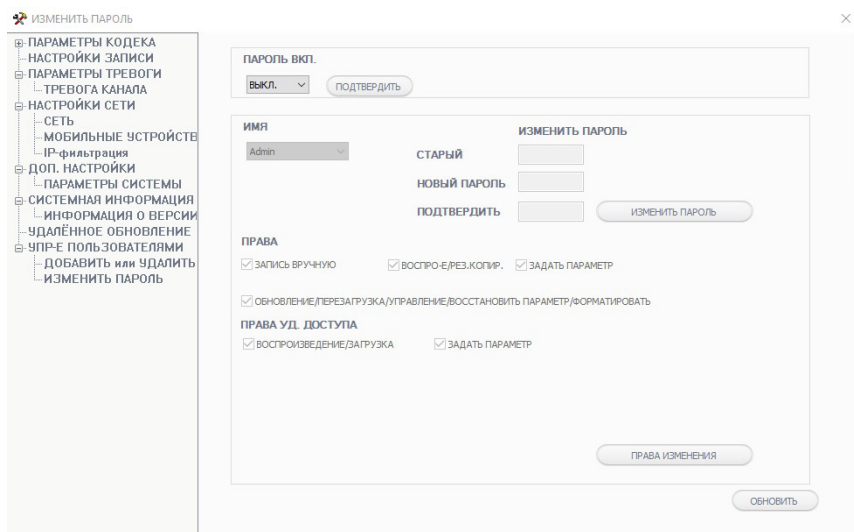 ИЗМЕНИТЬ ПАРОЛЬ
ПАРАМЕТРЫ КОДЕКА
НАСТРОЙКИ ЗАПИСИ
ПАРАМЕТРЫ ТРЕВОГИ
ТРЕВОГА КАНАЛА
НАСТРОЙКИ СЕТИ
СЕТЬ
МОБИЛЬНЫЕ УСТРОЙСТВ
IP-фильтрация
ДОП. НАСТРОЙКИ
ПАРАМЕТРЫ СИСТЕМЫ
СИСТЕМНАЯ ИНФОРМАЦИЯ
ИНФОРМАЦИЯ О ВЕРСИИ
УДАЛЁННОЕ ОБНОВЛЕНИЕ
УПР-Е ПОЛЬЗОВАТЕЛЯМИ
ДОБАВИТЬ или УДАЛИТЬ
ИЗМЕНИТЬ ПАРОЛЬ
ПАРОЛЬ ВКП.
ВЫКЛ.
ПОДТВЕРДИТЬ
ИМЯ
ИЗМЕНИТЬ ПАРОЛЬ
Admin
СТАРЫЙ
НОВЫЙ ПАРОЛЬ
ПОДТВЕРДИТЬ
ИЗМЕНИТЬ ПАРОЛЬ
ПРАВА
ЗАПИСЬ ВРУЧНУЮ
ВОСПРО-Е/РЕЗ.КОПИР.
ЗАДАТЬ ПАРАМЕТР
ОБНОВЛЕНИЕ/ПЕРЕЗАГРУЗКА/УПРАВЛЕНИЕ/ВОССТАНОВИТЬ ПАРАМЕТР/ФОРМАТИРОВАТЬ
ПРАВА УД. ДОСТУПА
ВОСПРОИЗВЕДЕНИЕ/ЗАГРУЗКА
ЗАДАТЬ ПАРАМЕТР
ПРАВА ИЗМЕНЕНИЯ
ОБНОВИТЬ